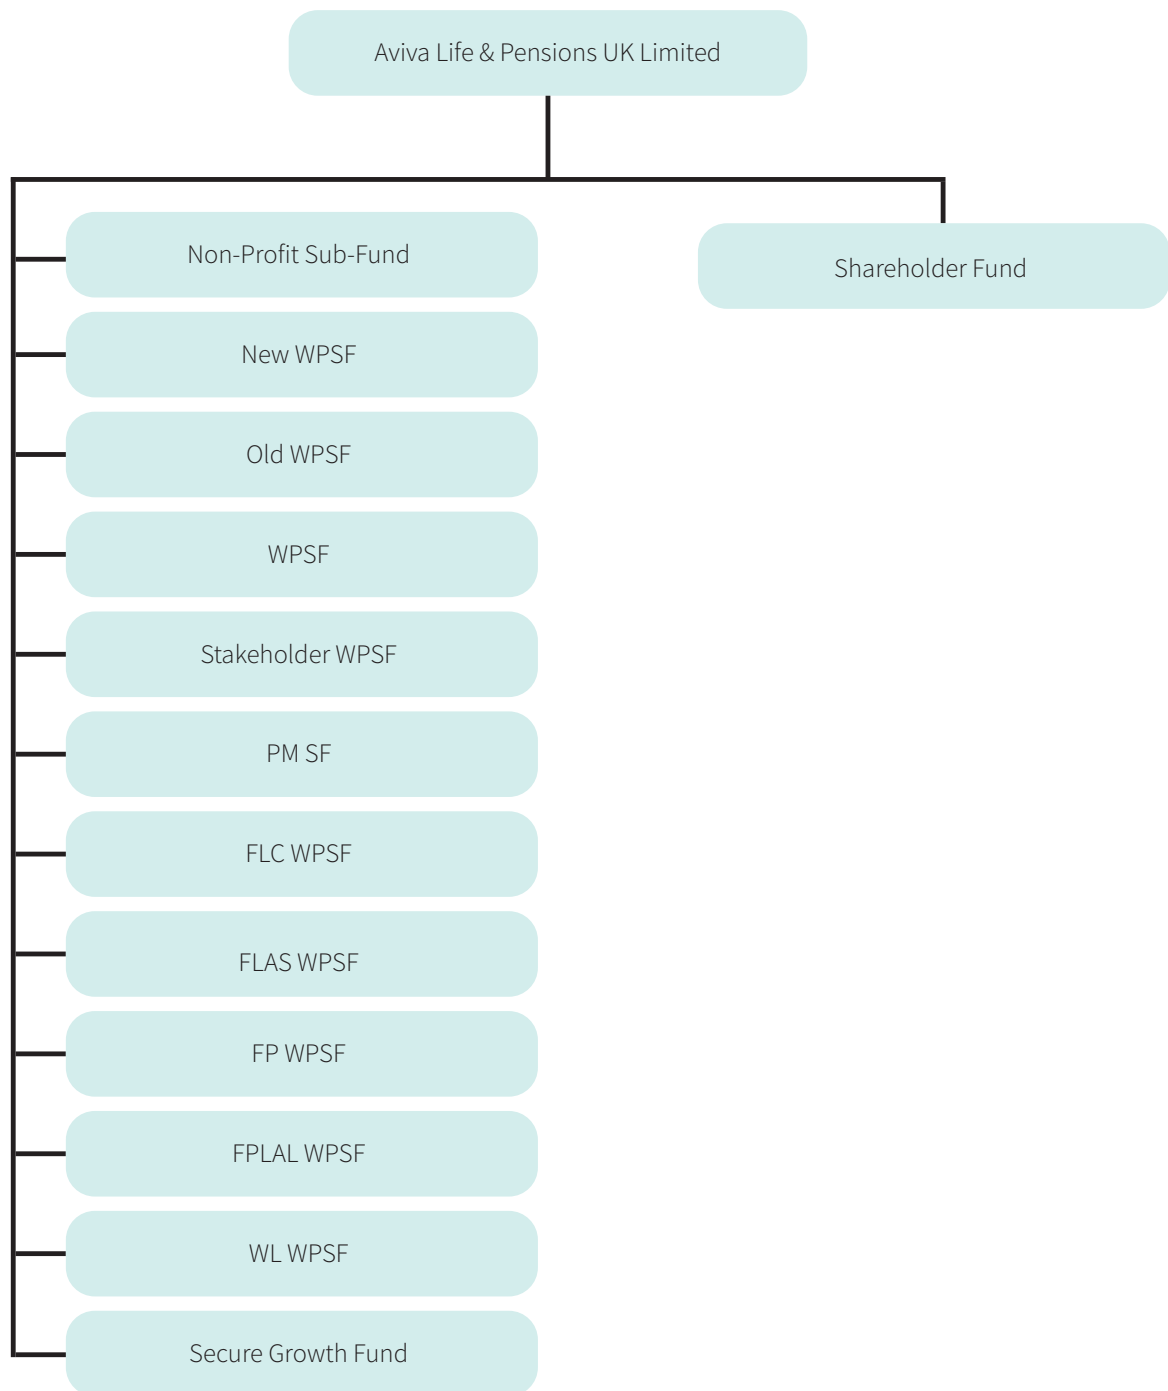 Aviva Life & Pensions UK Limited
Non-Profit Sub-Fund
Shareholder Fund
New WPSF
Old WPSF
WPSF
Stakeholder WPSF
PM SF
FLC WPSF
FLAS WPSF
FP WPSF
FPLAL WPSF
WL WPSF
Secure Growth Fund